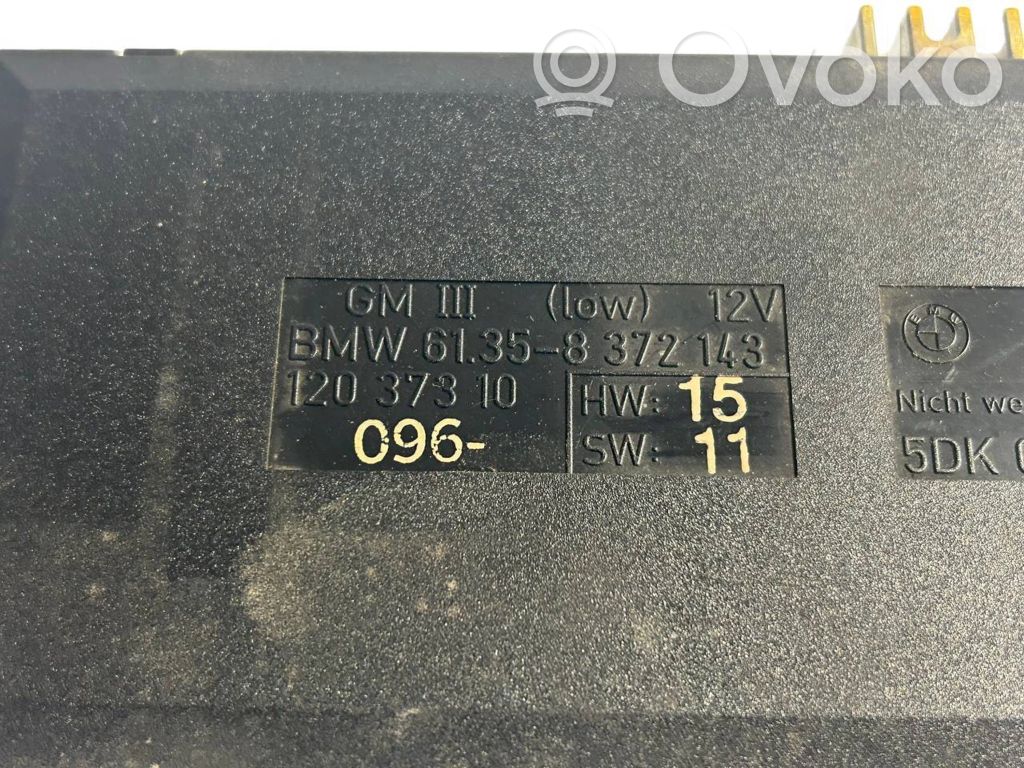 Ovoko
GM III (low) 12V
BMW 61.35-8 372 143
120 373 10
096-
HW: 15
SW: 11
BMW
Nicht we
5DK